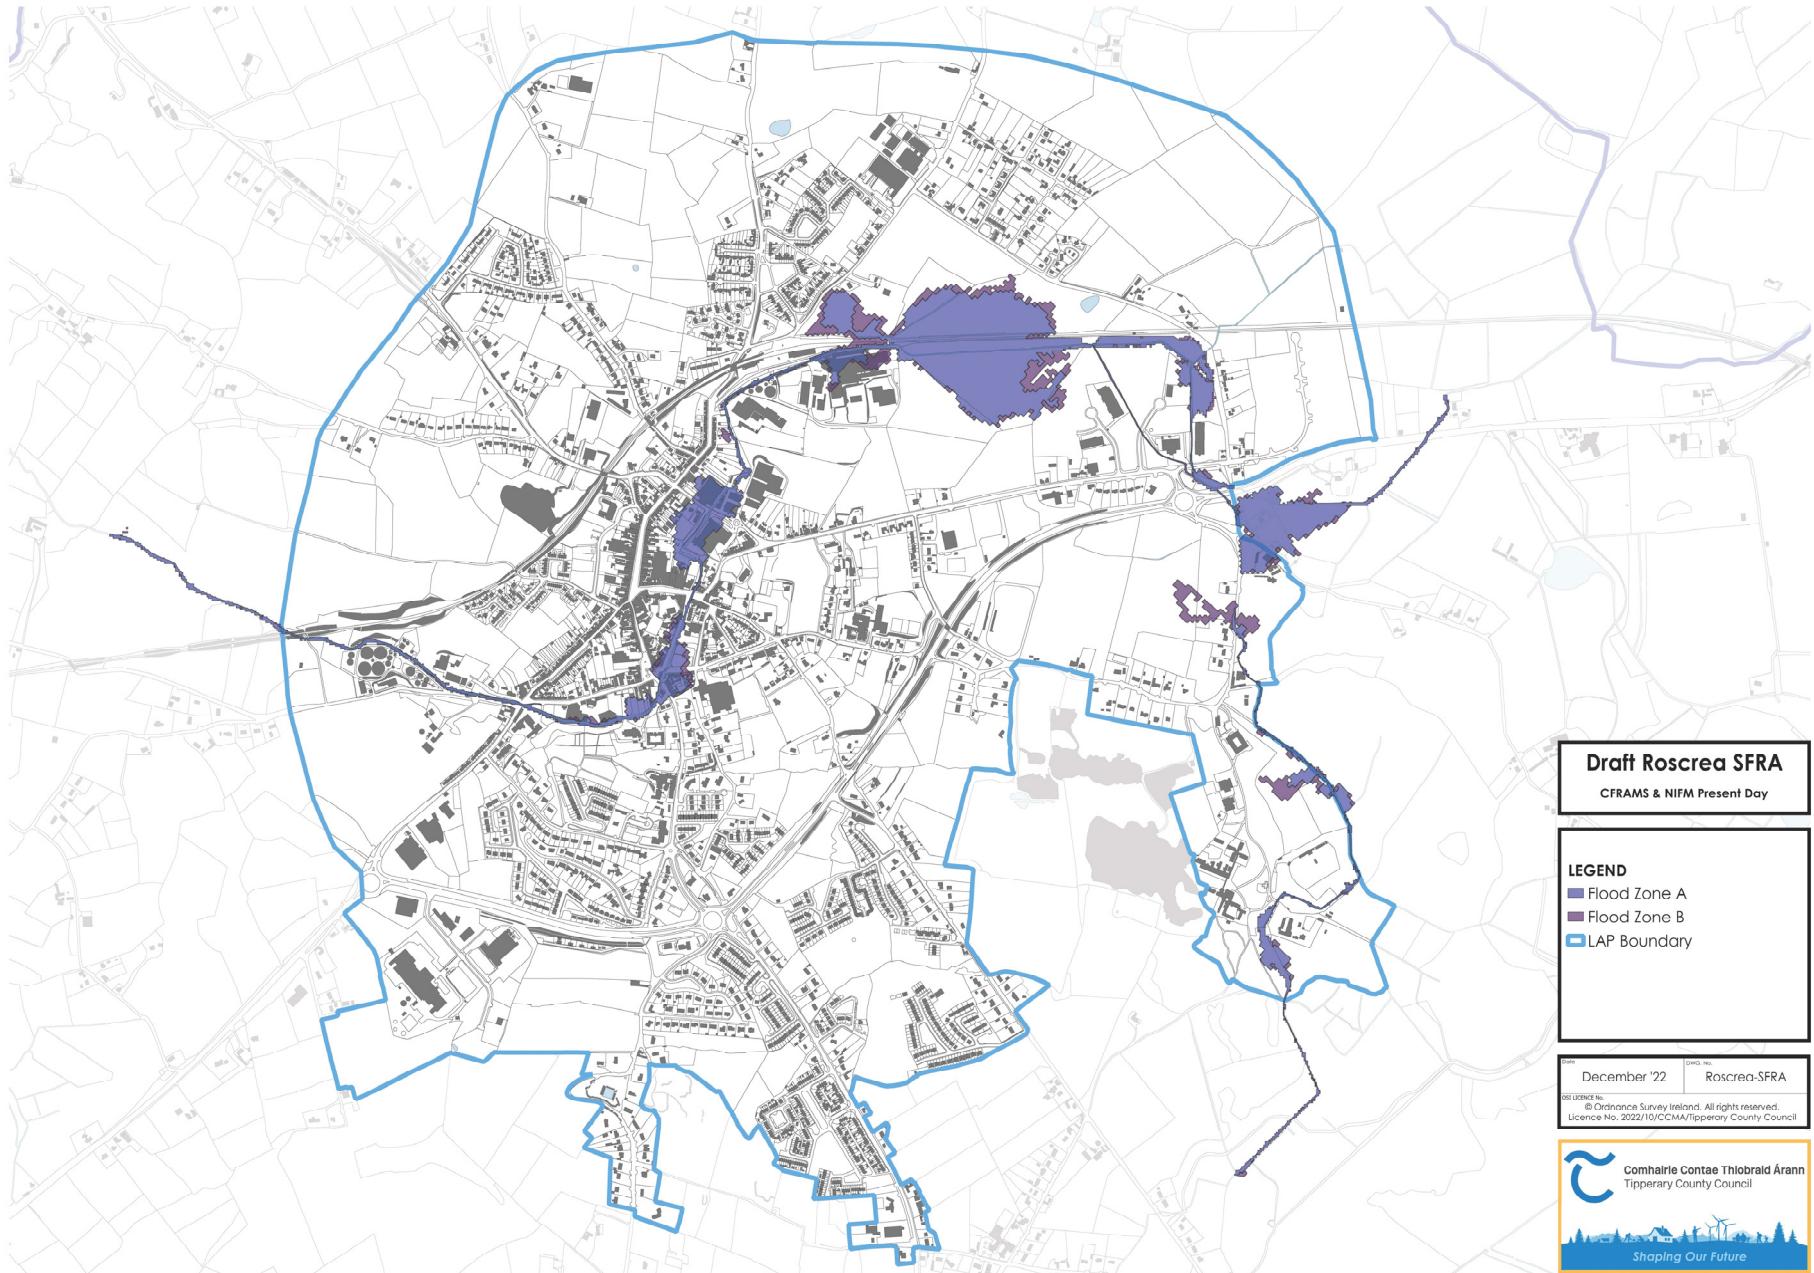 Draft Roscrea SFRA
CFRAMS & NIFM Present Day
LEGEND
Flood Zone A
Flood Zone B
LAP Boundary
Date
December '22
DWG. No.
Roscrea-SFRA
OSI LICENCE No.
© Ordnance Survey Ireland. All rights reserved.
Licence No. 2022/10/CCMA/Tipperary County Council
Comhairle Contae Thiobraid Árann
Tipperary County Council
Shaping Our Future